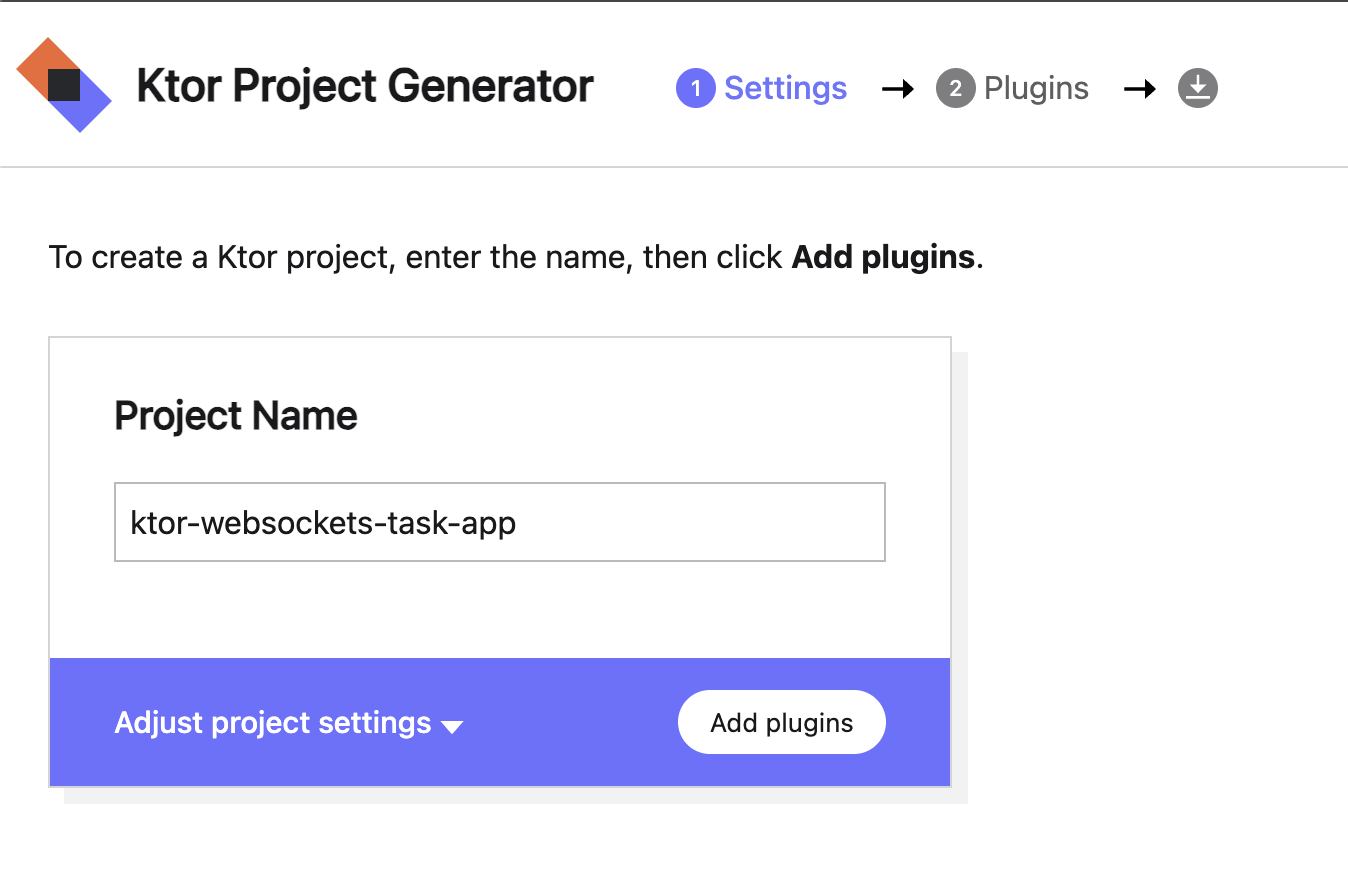 Ktor Project Generator 1 Settings → 2 Plugins →
To create a Ktor project, enter the name, then click Add plugins.
Project Name
ktor-websockets-task-app
Adjust project settings Add plugins